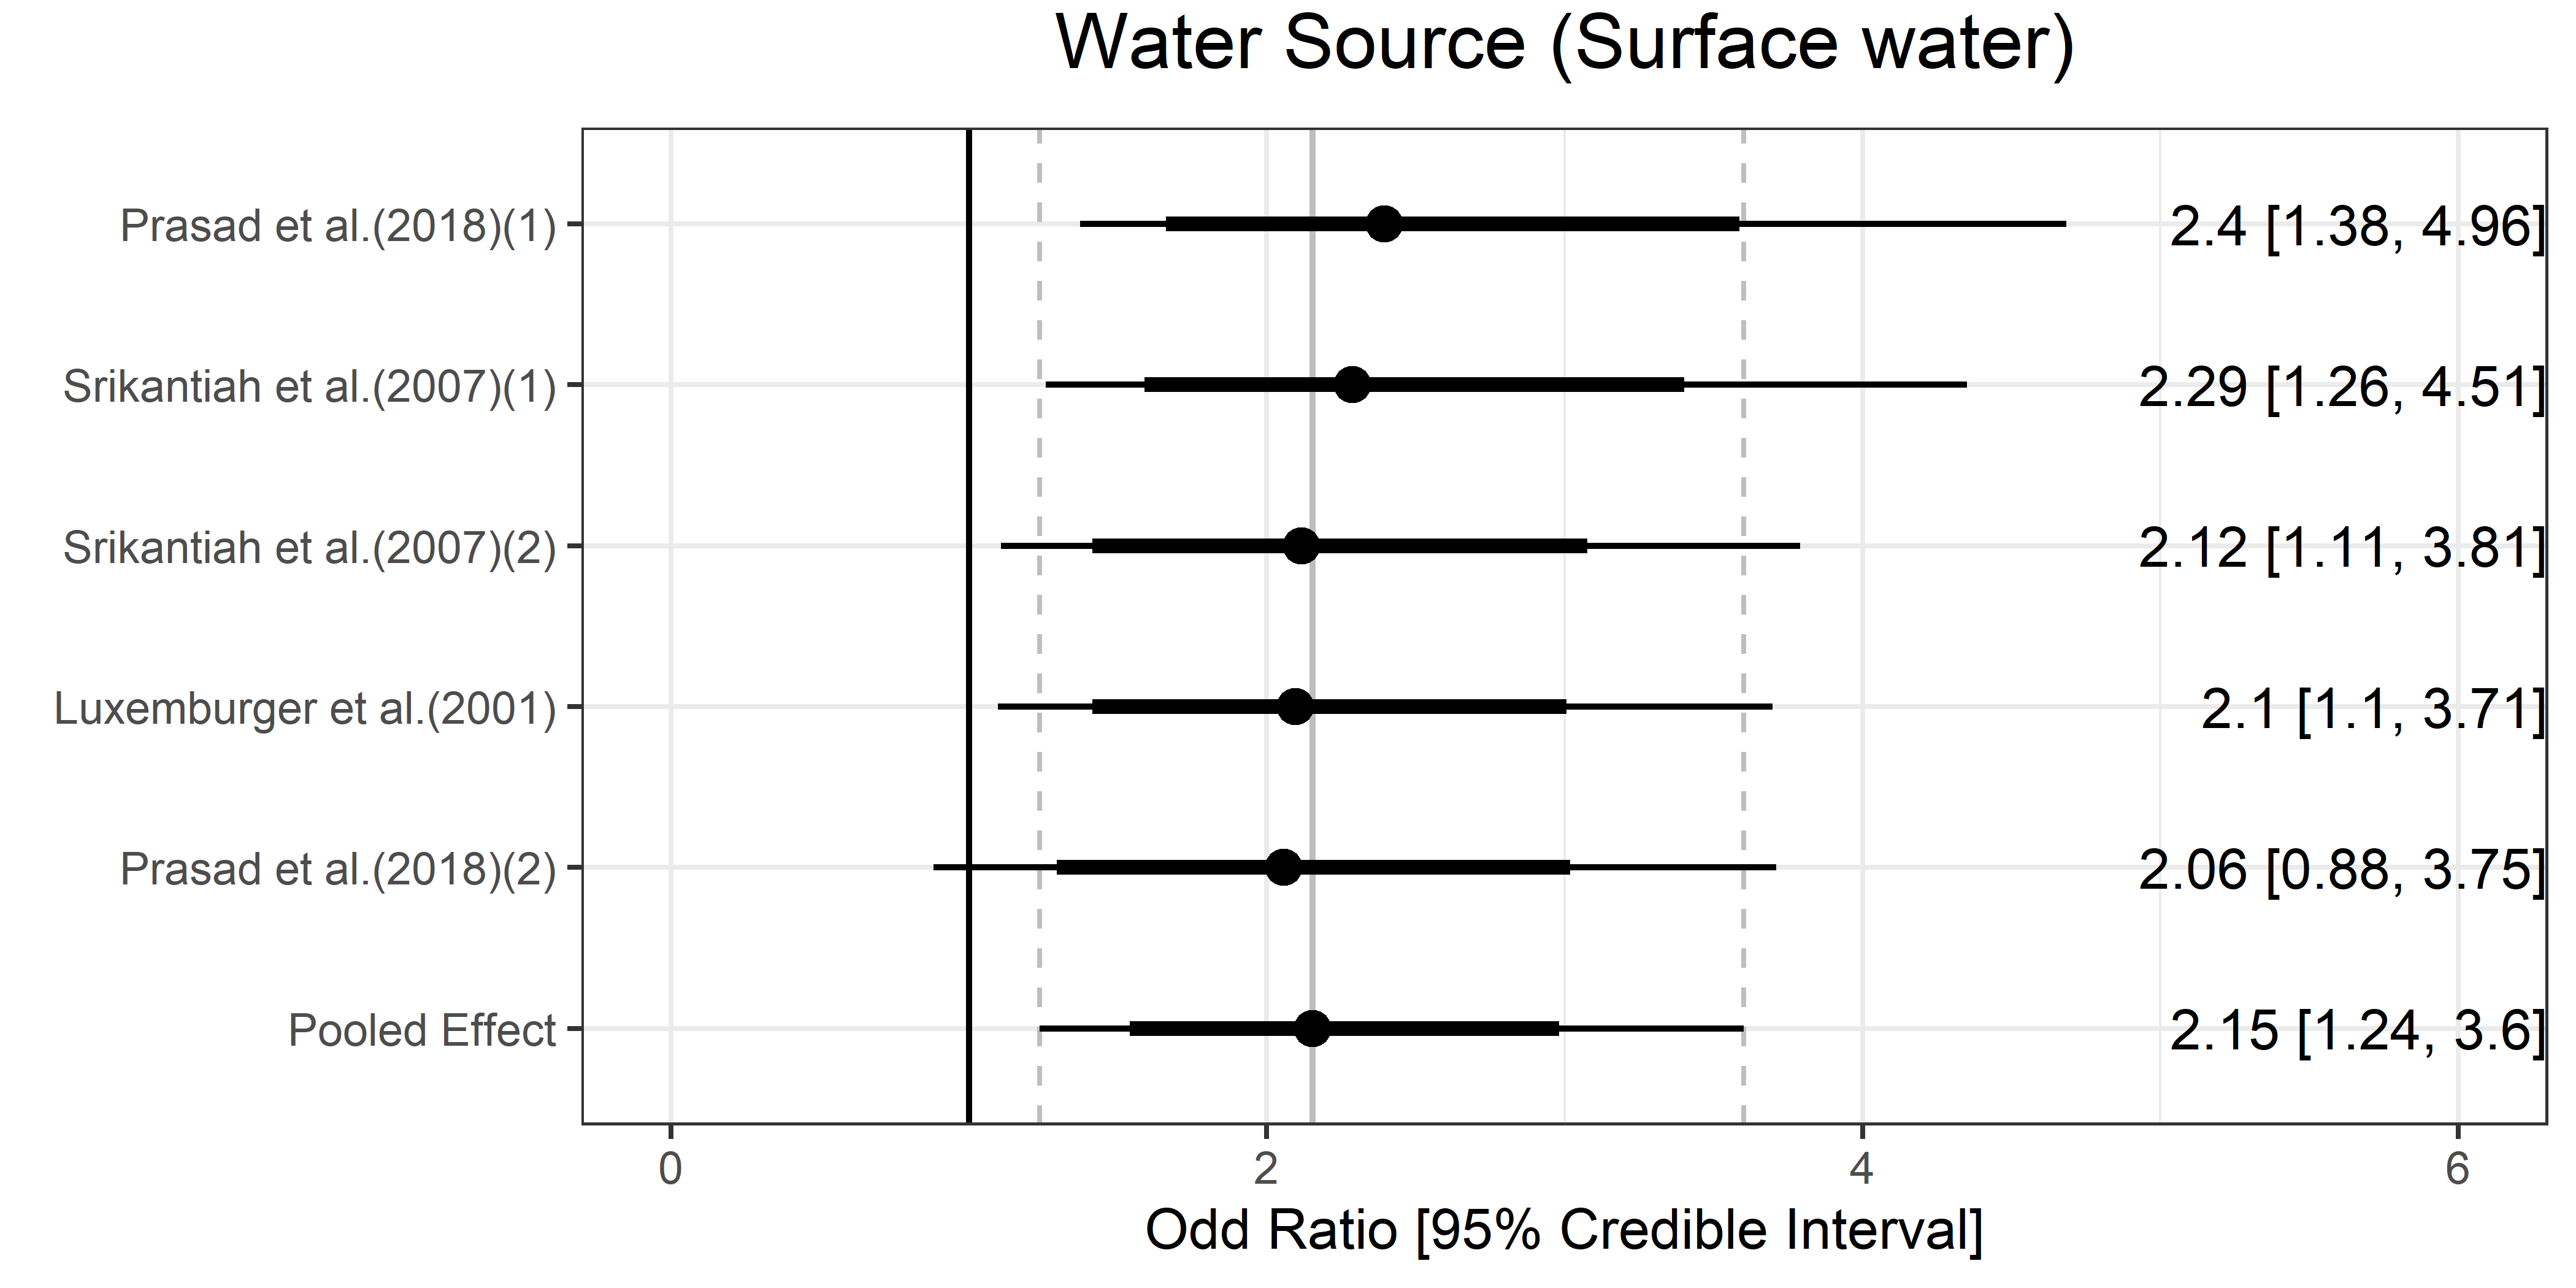 Water Source (Surface water)
Prasad et al.(2018)(1) 2.4 [1.38, 4.96]
Srikantiah et al.(2007)(1) 2.29 [1.26, 4.51]
Srikantiah et al.(2007)(2) 2.12 [1.11, 3.81]
Luxemburger et al.(2001) 2.1 [1.1, 3.71]
Prasad et al.(2018)(2) 2.06 [0.88, 3.75]
Pooled Effect 2.15 [1.24, 3.6]
0 2 4 6
Odd Ratio [95% Credible Interval]